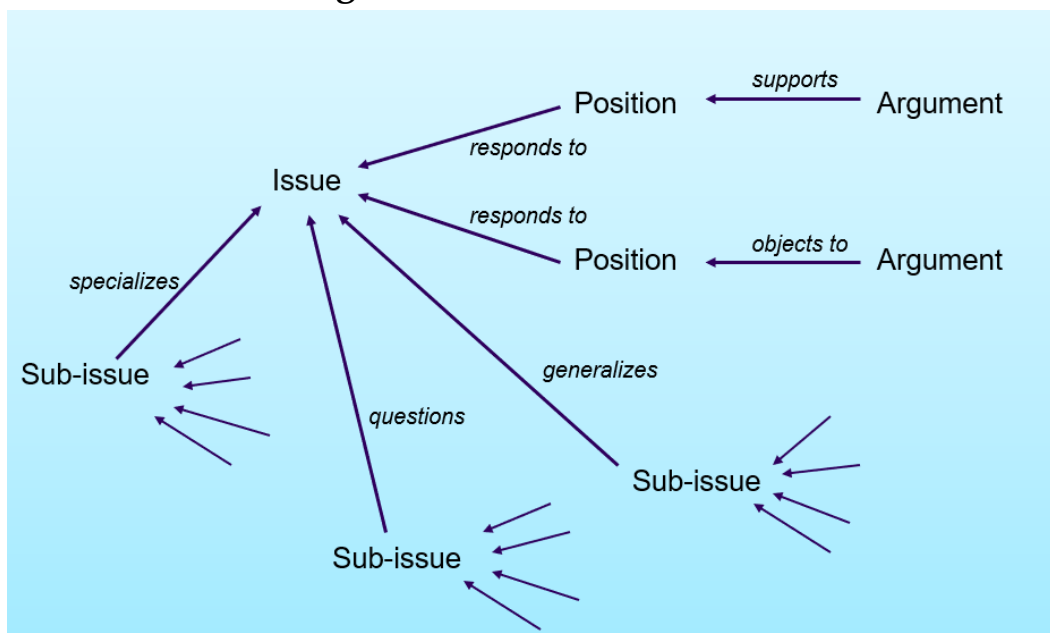 supports
Position
Argument
responds to
Issue
responds to
objects to
Position
Argument
specializes
Sub-issue
generalizes
questions
Sub-issue
Sub-issue